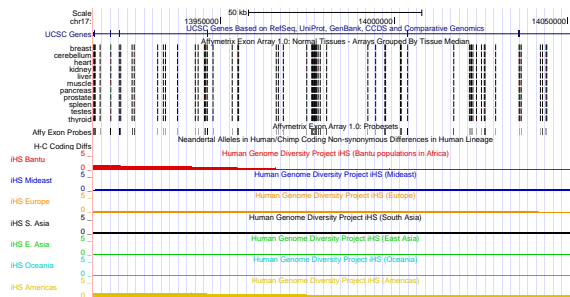 Scale 50 kb
chr17: 13950000 14000000 14050000
UCSC Genes Based on RefSeq, UniProt, GenBank, CCDS and Comparative Genomics
UCSC Genes
Affymetrix Exon Array 1.0: Normal Tissues - Arrays Grouped By Tissue Median
breast
cerebellum
heart
kidney
liver
muscle
pancreas
prostate
spleen
testes
thyroid
Affymetrix Exon Array 1.0: Probesets
Affy Exon Probes
Neandertal Alleles in Human/Chimp Coding Non-synonymous Differences in Human Lineage
H-C Coding Diffs
Human Genome Diversity Project iHS (Bantu populations in Africa)
iHS Bantu 5
0
Human Genome Diversity Project iHS (Mideast)
iHS Mideast 5
0
Human Genome Diversity Project iHS (Europe)
iHS Europe 5
0
Human Genome Diversity Project iHS (South Asia)
iHS S. Asia 5
0
Human Genome Diversity Project iHS (East Asia)
iHS E. Asia 5
0
Human Genome Diversity Project iHS (Oceania)
iHS Oceania 5
0
Human Genome Diversity Project iHS (Americas)
iHS Americas 5
0